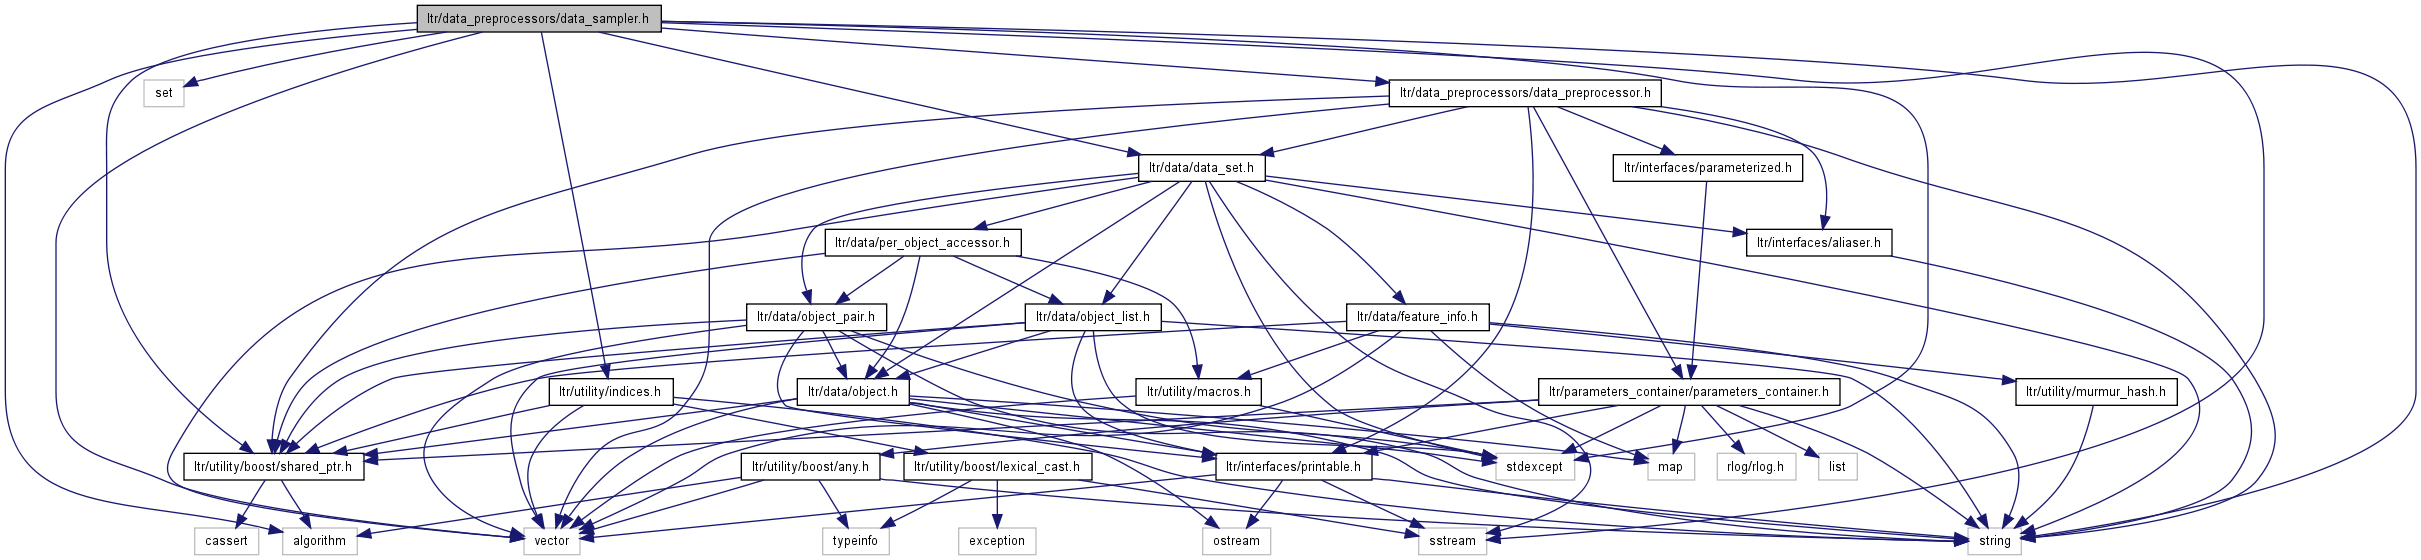 ltr/data_preprocessors/data_sampler.h
set
ltr/data_preprocessors/data_preprocessor.h
ltr/data/data_set.h
ltr/interfaces/parameterized.h
ltr/data/per_object_accessor.h
ltr/interfaces/aliaser.h
ltr/data/object_pair.h
ltr/data/object_list.h
ltr/data/feature_info.h
ltr/utility/indices.h
ltr/data/object.h
ltr/utility/macros.h
ltr/parameters_container/parameters_container.h
ltr/utility/murmur_hash.h
ltr/utility/boost/shared_ptr.h
ltr/utility/boost/any.h
ltr/utility/boost/lexical_cast.h
ltr/interfaces/printable.h
stdexcept
map
rlog/rlog.h
list
cassert
algorithm
vector
typeinfo
exception
ostream
sstream
string